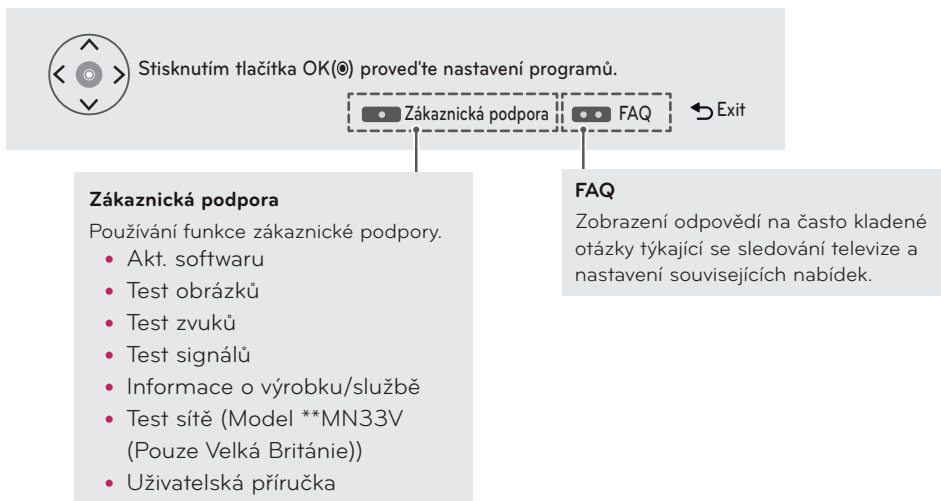 Stisknutím tlačítka OK(◉) proveďte nastavení programů.
Zákaznická podpora
FAQ
Exit
Zákaznická podpora
Používání funkce zákaznické podpory.
• Akt. softwaru
• Test obrázků
• Test zvuků
• Test signálů
• Informace o výrobku/službě
• Test sítě (Model **MN33V
(Pouze Velká Británie))
• Uživatelská příručka
FAQ
Zobrazení odpovědí na často kladené
otázky týkající se sledování televize a
nastavení souvisejících nabídek.